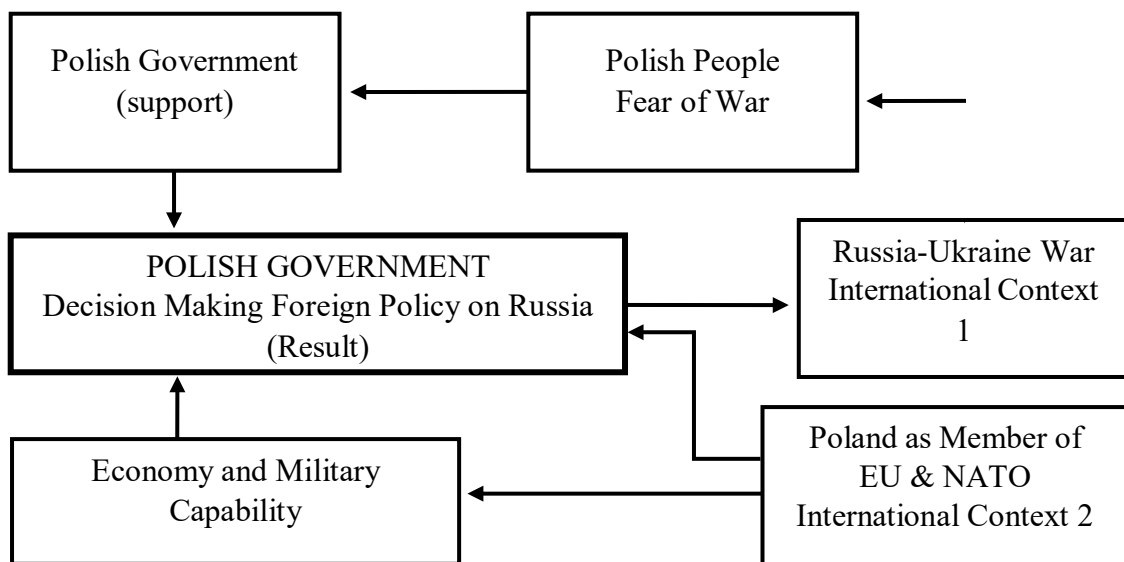 Polish Government
(support)
Polish People
Fear of War
POLISH GOVERNMENT
Decision Making Foreign Policy on Russia
(Result)
Russia-Ukraine War
International Context
1
Economy and Military
Capability
Poland as Member of
EU & NATO
International Context 2